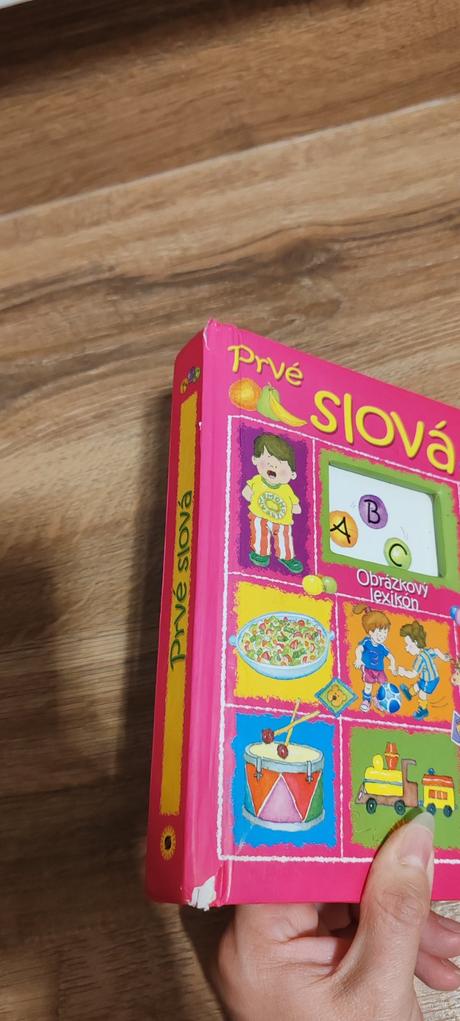 Prvé
slová
A
B
C
Obrázkový
lexikón
Prvé slová